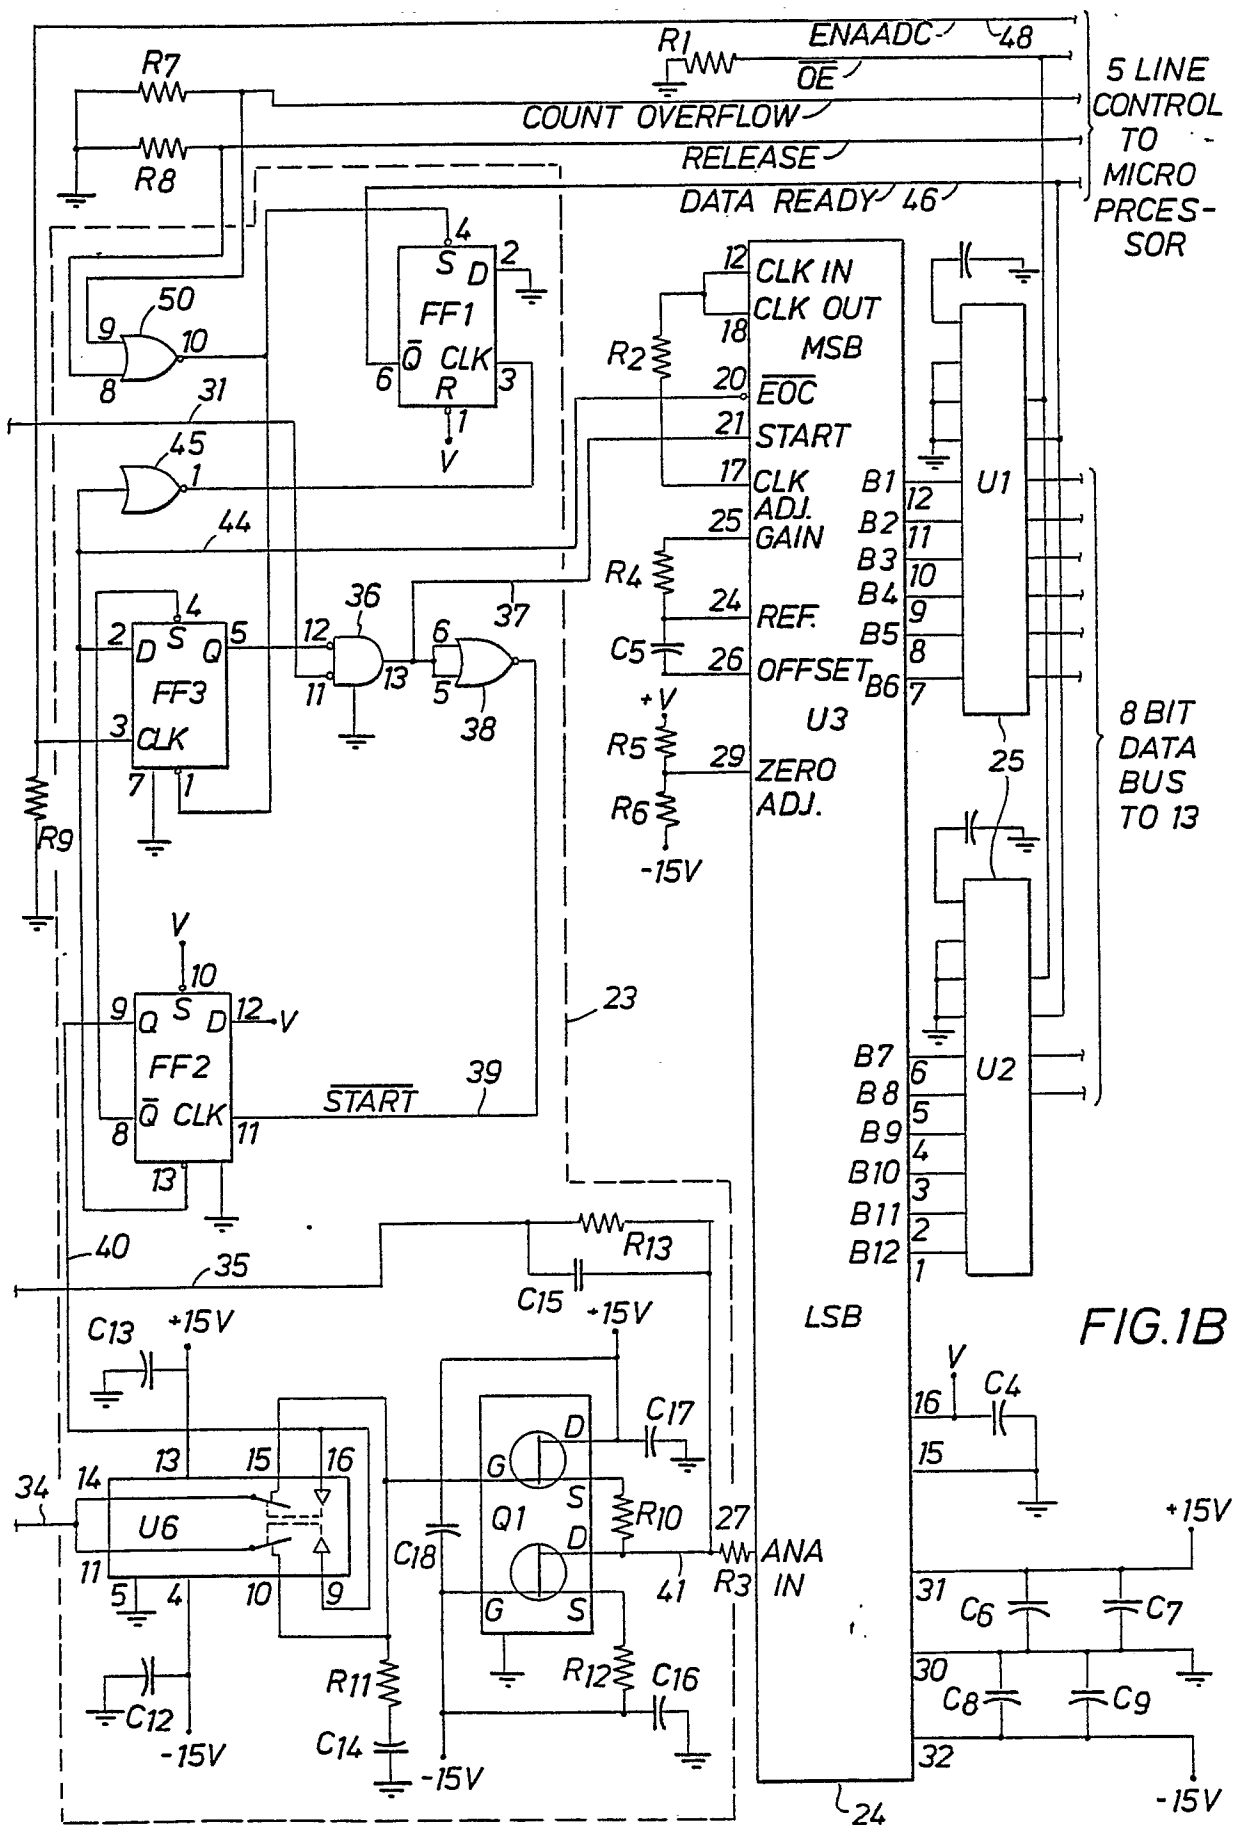 ENAADC 48
R1
OE
5 LINE
CONTROL
TO
MICRO
PRCES-
SOR
R7
COUNT OVERFLOW
R8
RELEASE
DATA READY 46
4
S D 2
FF1
Q CLK
6 3
R
1
V
50
9 10
8
31
45
1
44
12 CLK IN
CLK OUT
18 MSB
R2
20 EOC
21 START
17 CLK
ADJ.
25 GAIN
R4
24 REF.
C5
26 OFFSET
+V
U3
R5
29 ZERO
ADJ.
R6
-15V
B1 12
B2 11
B3 10
B4 9
B5 8
B6 7
U1
25
8 BIT
DATA
BUS
TO 13
4
2 D S Q 5
FF3
3 CLK
7 1
R9
36
12
11 13
37
6
5
38
V
10
9 Q S D 12 V
FF2
Q CLK
8 11
13
START 39
23
B7 6
B8 5
B9 4
B10 3
B11 2
B12 1
U2
40
35
R13
C15
+15V
LSB
FIG.1B
C13 +15V
V
16 C4
15
13 15 16
14
34
U6
11
5 4 10 9
C12
-15V
R11
C14
C18
D C17
G
S
Q1 R10
D
G S
R12
C16
-15V
41
27 ANA
IN
R3
+15V
31
C6 C7
30
C8 C9
32
-15V
24